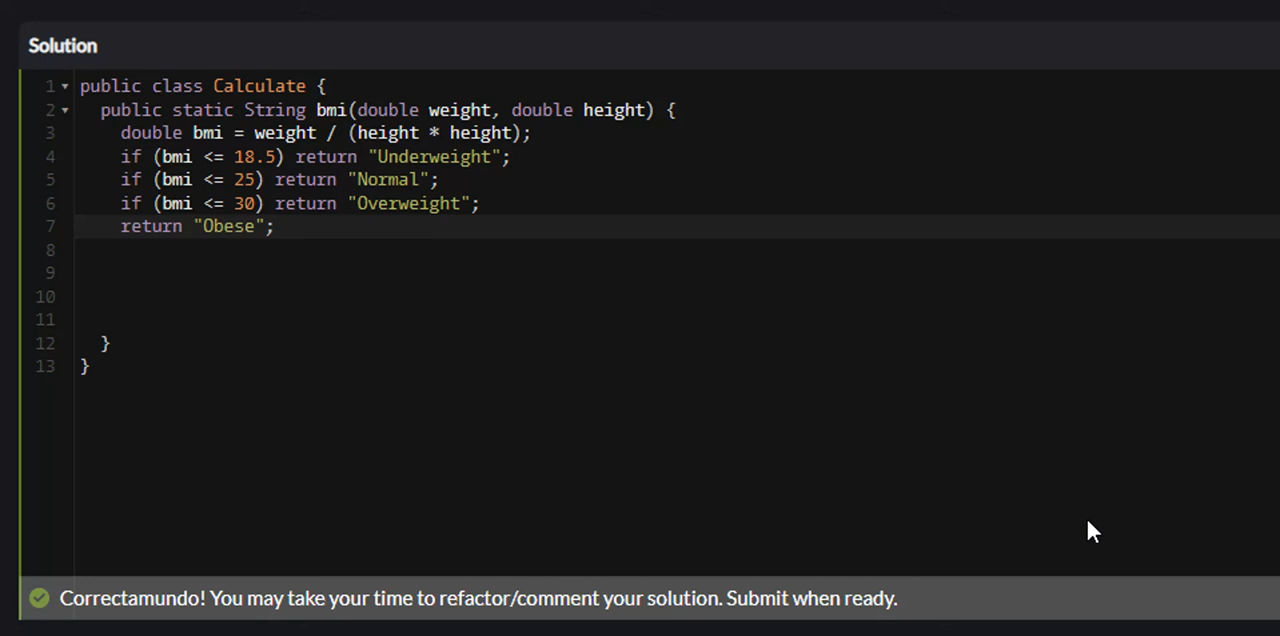 Solution
1 public class Calculate {
2 public static String bmi(double weight, double height) {
3 double bmi = weight / (height * height);
4 if (bmi <= 18.5) return "Underweight";
5 if (bmi <= 25) return "Normal";
6 if (bmi <= 30) return "Overweight";
7 return "Obese";
8
9
10
11
12 }
13 }
Correctamundo! You may take your time to refactor/comment your solution. Submit when ready.